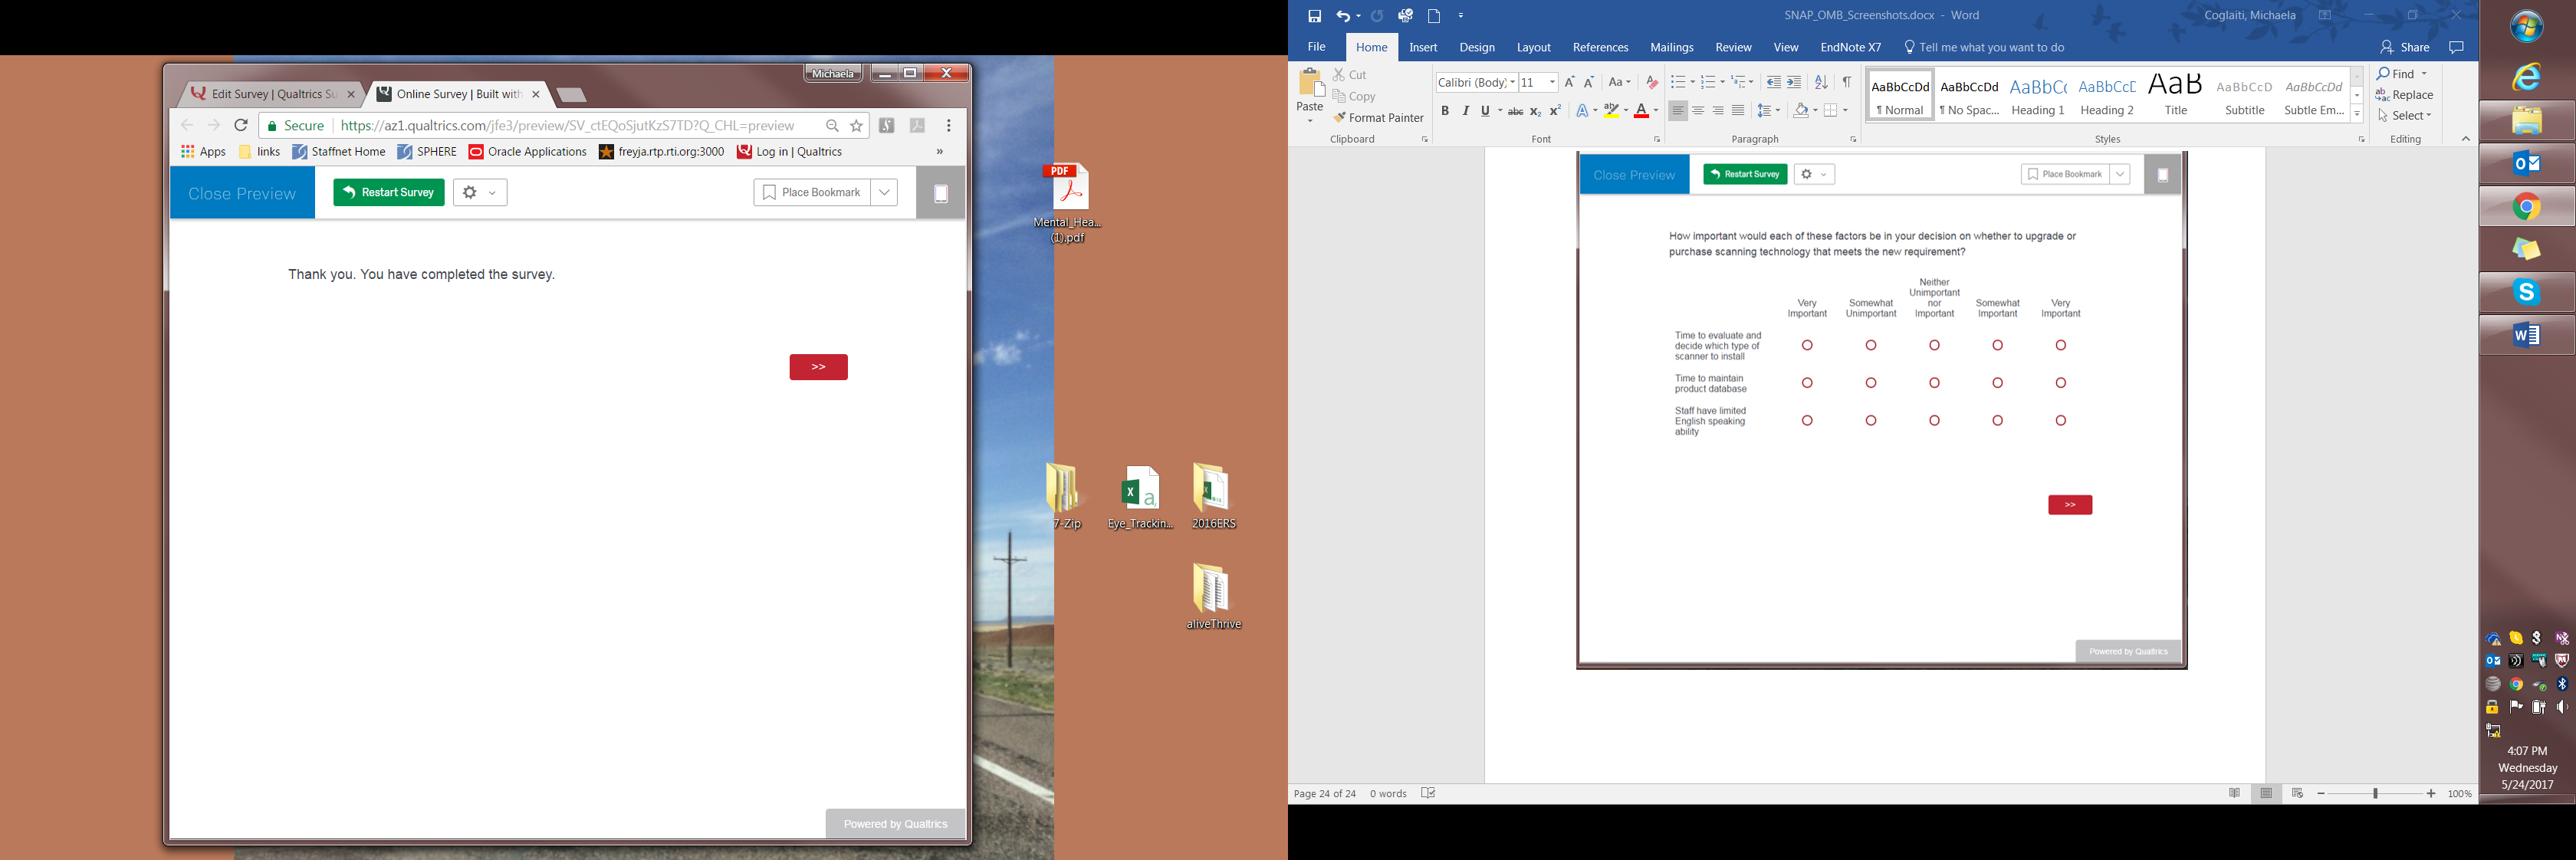 Michaela
Edit Survey | Qualtrics Su
Online Survey | Built with
Secure https://az1.qualtrics.com/jfe3/preview/SV_ctEQoSjutKzS7TD?Q_CHL=preview
Apps links Staffnet Home SPHERE Oracle Applications freyja.rtp.rti.org:3000 Log in | Qualtrics »
Close Preview Restart Survey Place Bookmark
Thank you. You have completed the survey.
>>
Powered by Qualtrics
PDF
Mental_Hea...
(1).pdf
7-Zip Eye_Trackin... 2016ERS
aliveThrive
SNAP_OMB_Screenshots.docx - Word
Coglaiti, Michaela
File Home Insert Design Layout References Mailings Review View EndNote X7 Tell me what you want to do Share
Paste
Cut
Copy
Format Painter
Clipboard
Calibri (Body) 11
Font
Paragraph
AaBbCcDd AaBbCcDd AaBbC AaBbCcD AaB AaBbCcD AaBbCcDd
¶ Normal ¶ No Spac... Heading 1 Heading 2 Title Subtitle Subtle Em...
Styles
Find
Replace
Select
Editing
Close Preview Restart Survey Place Bookmark
How important would each of these factors be in your decision on whether to upgrade or
purchase scanning technology that meets the new requirement?
Very
Important
Somewhat
Unimportant
Neither
Unimportant
nor
Important
Somewhat
Important
Very
Important
Time to evaluate and
decide which type of
scanner to install
Time to maintain
product database
Staff have limited
English speaking
ability
>>
Powered by Qualtrics
Page 24 of 24 0 words
100%
4:07 PM
Wednesday
5/24/2017